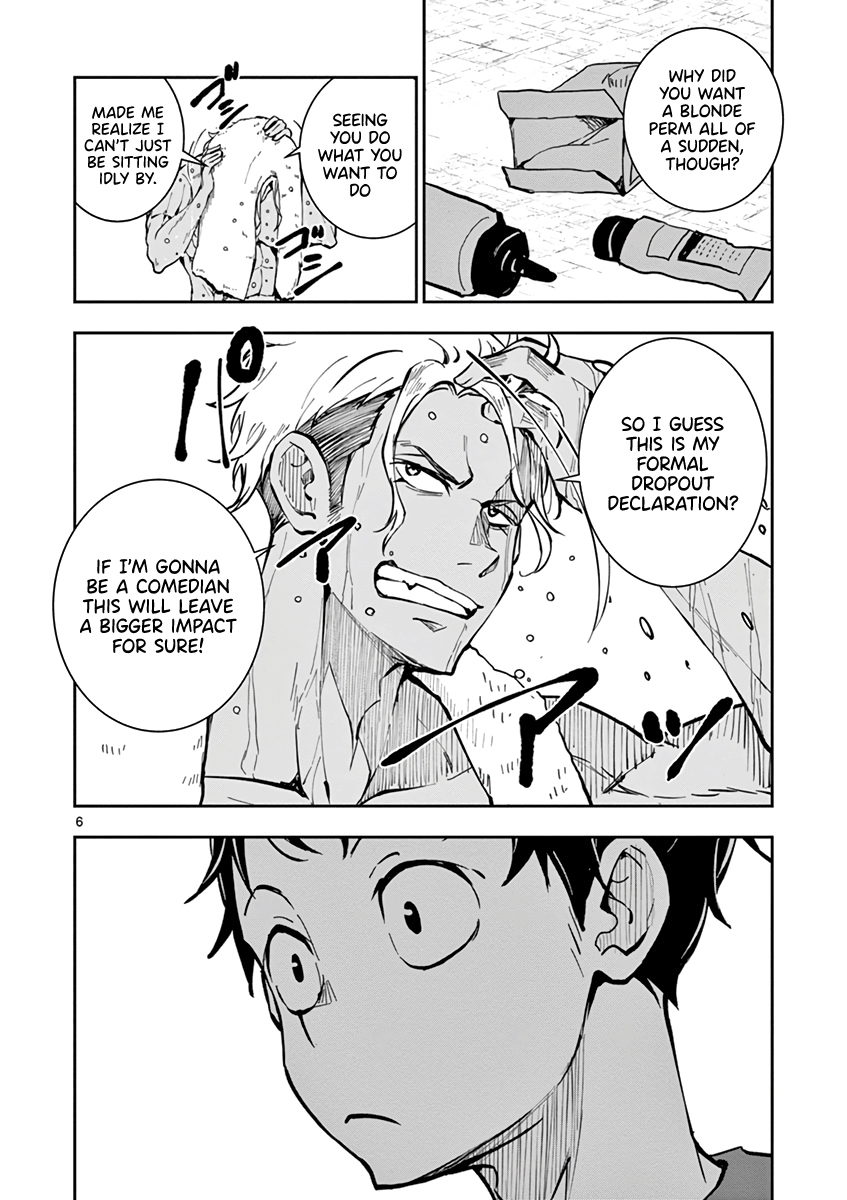 WHY DID
YOU WANT
A BLONDE
PERM ALL OF
A SUDDEN,
THOUGH?
SEEING
YOU DO
WHAT YOU
WANT TO
DO
MADE ME
REALIZE I
CAN'T JUST
BE SITTING
IDLY BY.
SO I GUESS
THIS IS MY
FORMAL
DROPOUT
DECLARATION?
IF I'M GONNA
BE A COMEDIAN
THIS WILL LEAVE
A BIGGER IMPACT
FOR SURE!
6